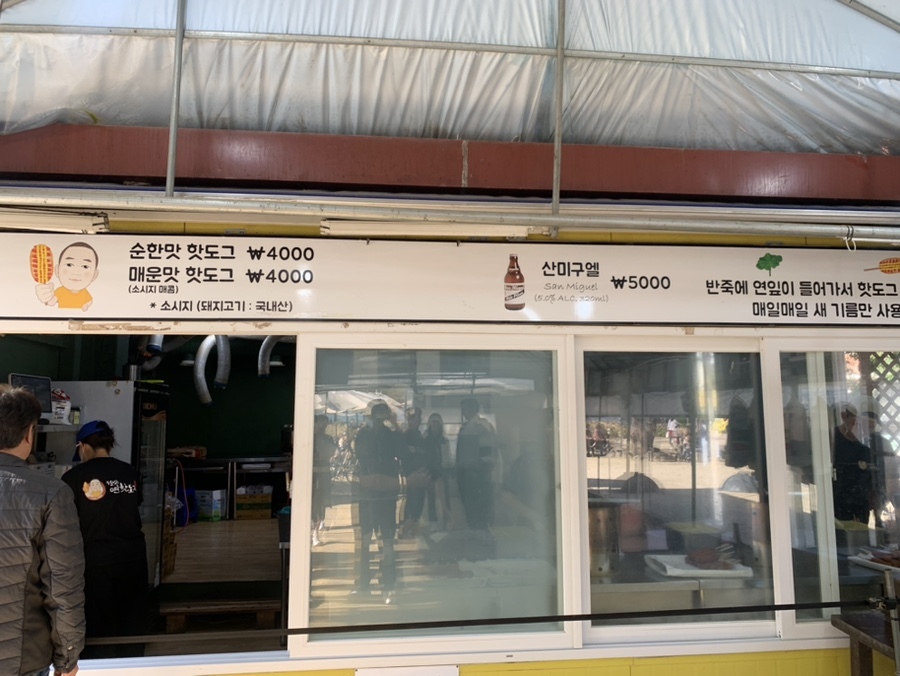 순한맛 핫도그 ₩4000
매운맛 핫도그 ₩4000
(소시지 매콤)
* 소시지 (돼지고기 : 국내산)
산미구엘 ₩5000
San Miguel
(5.0% ALC, 320ml)
반죽에 연잎이 들어가서 핫도그
매일매일 새 기름만 사용